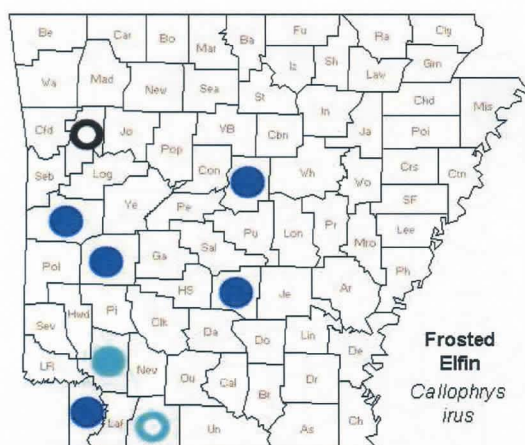 Be Car Bo Mar Ba Fu Ra Cly
Iz Sh Law Grn
Wa Mad New Sea St Mis
Chd
In
Cfd Jo VB Cbn Ja Poi
Pop
Log Con Wh Crs Ctn
Seb Wo
SF
Ye Pe
Pu Lon Pr Lee
Sal Mro
Pol Ga Ph
HS Je Ar
Hwd Pi
Sev Clk Da Do Lin De
LR Nev
Ou Cal Dr
Br
Laf Un As Ch
Frosted
Elfin
Callophrys
irus